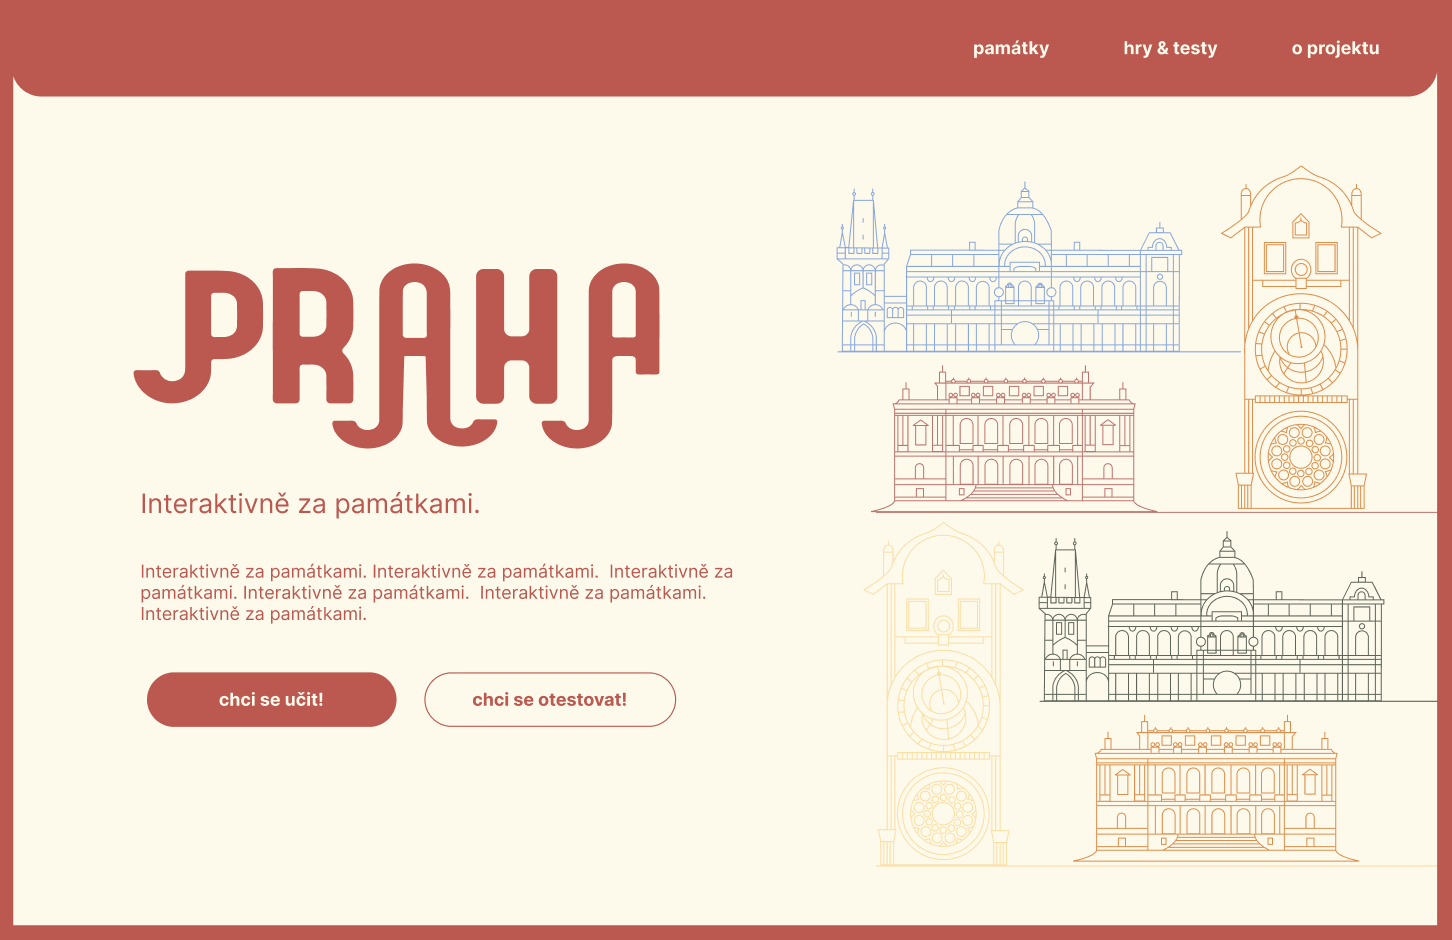 památky
hry & testy
o projektu
PRAHA
Interaktivně za památkami.
Interaktivně za památkami. Interaktivně za památkami.  Interaktivně za
památkami. Interaktivně za památkami.  Interaktivně za památkami.
Interaktivně za památkami.
chci se učit!
chci se otestovat!